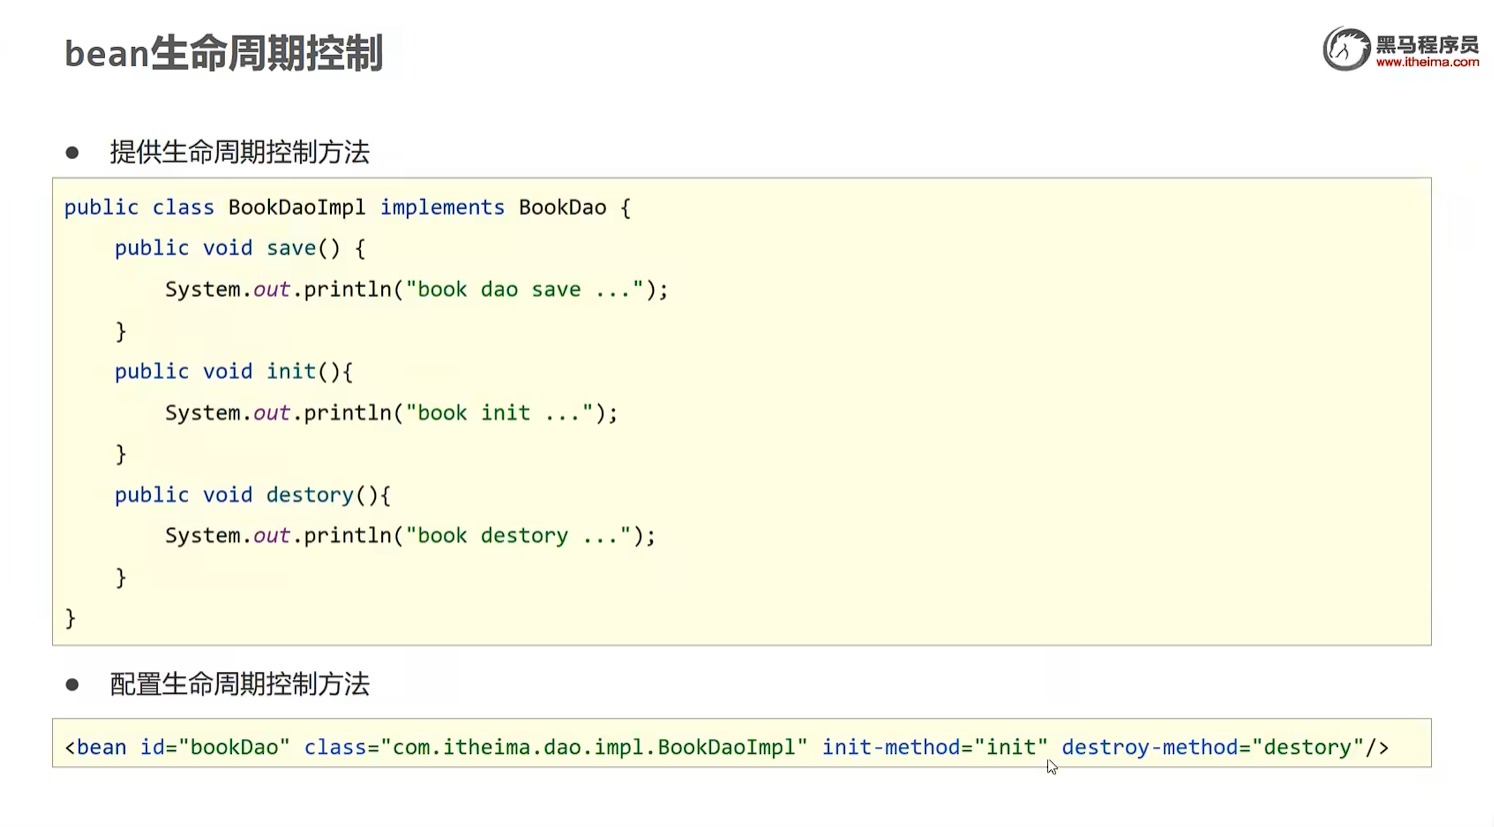 bean生命周期控制
黑马程序员
www.itheima.com
● 提供生命周期控制方法
public class BookDaoImpl implements BookDao {
    public void save() {
        System.out.println("book dao save ...");
    }
    public void init(){
        System.out.println("book init ...");
    }
    public void destory(){
        System.out.println("book destory ...");
    }
}
● 配置生命周期控制方法
<bean id="bookDao" class="com.itheima.dao.impl.BookDaoImpl" init-method="init" destroy-method="destory"/>